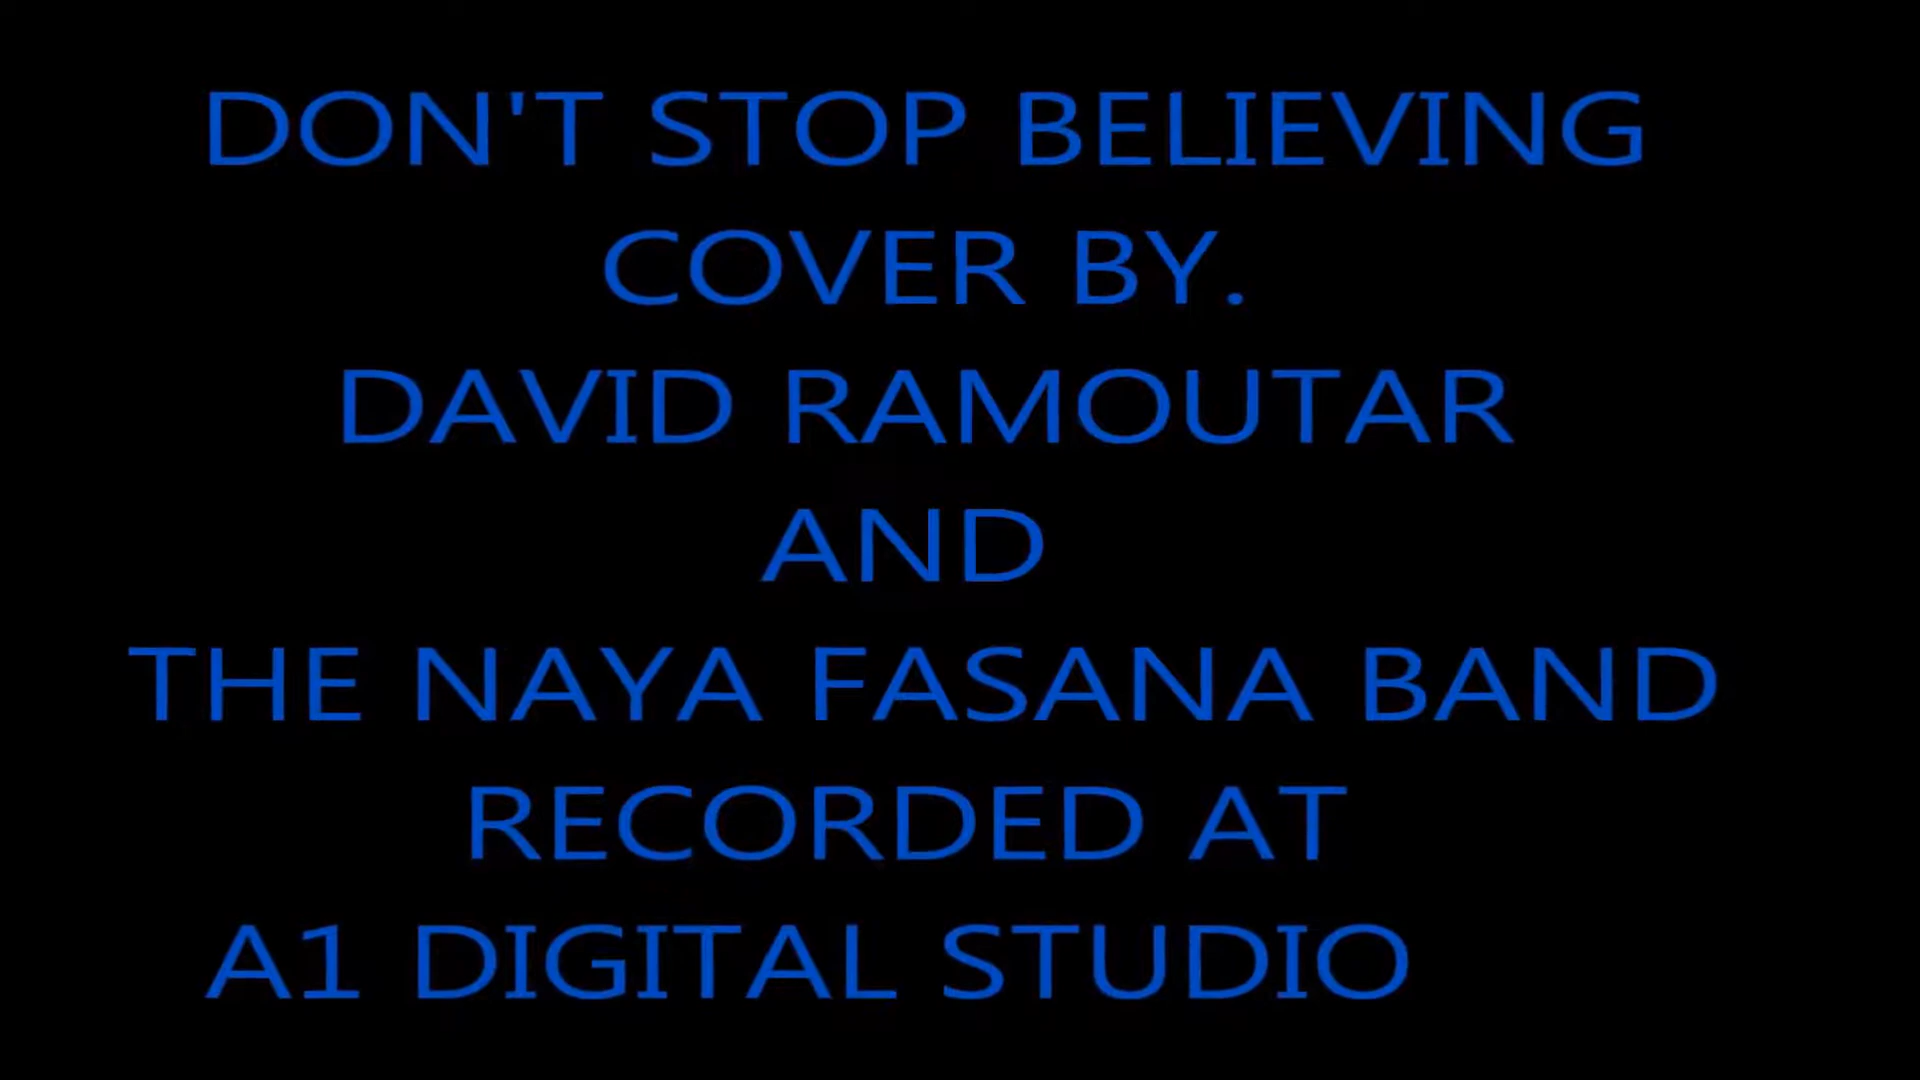 DON'T STOP BELIEVING
COVER BY.
DAVID RAMOUTAR
AND
THE NAYA FASANA BAND
RECORDED AT
A1 DIGITAL STUDIO